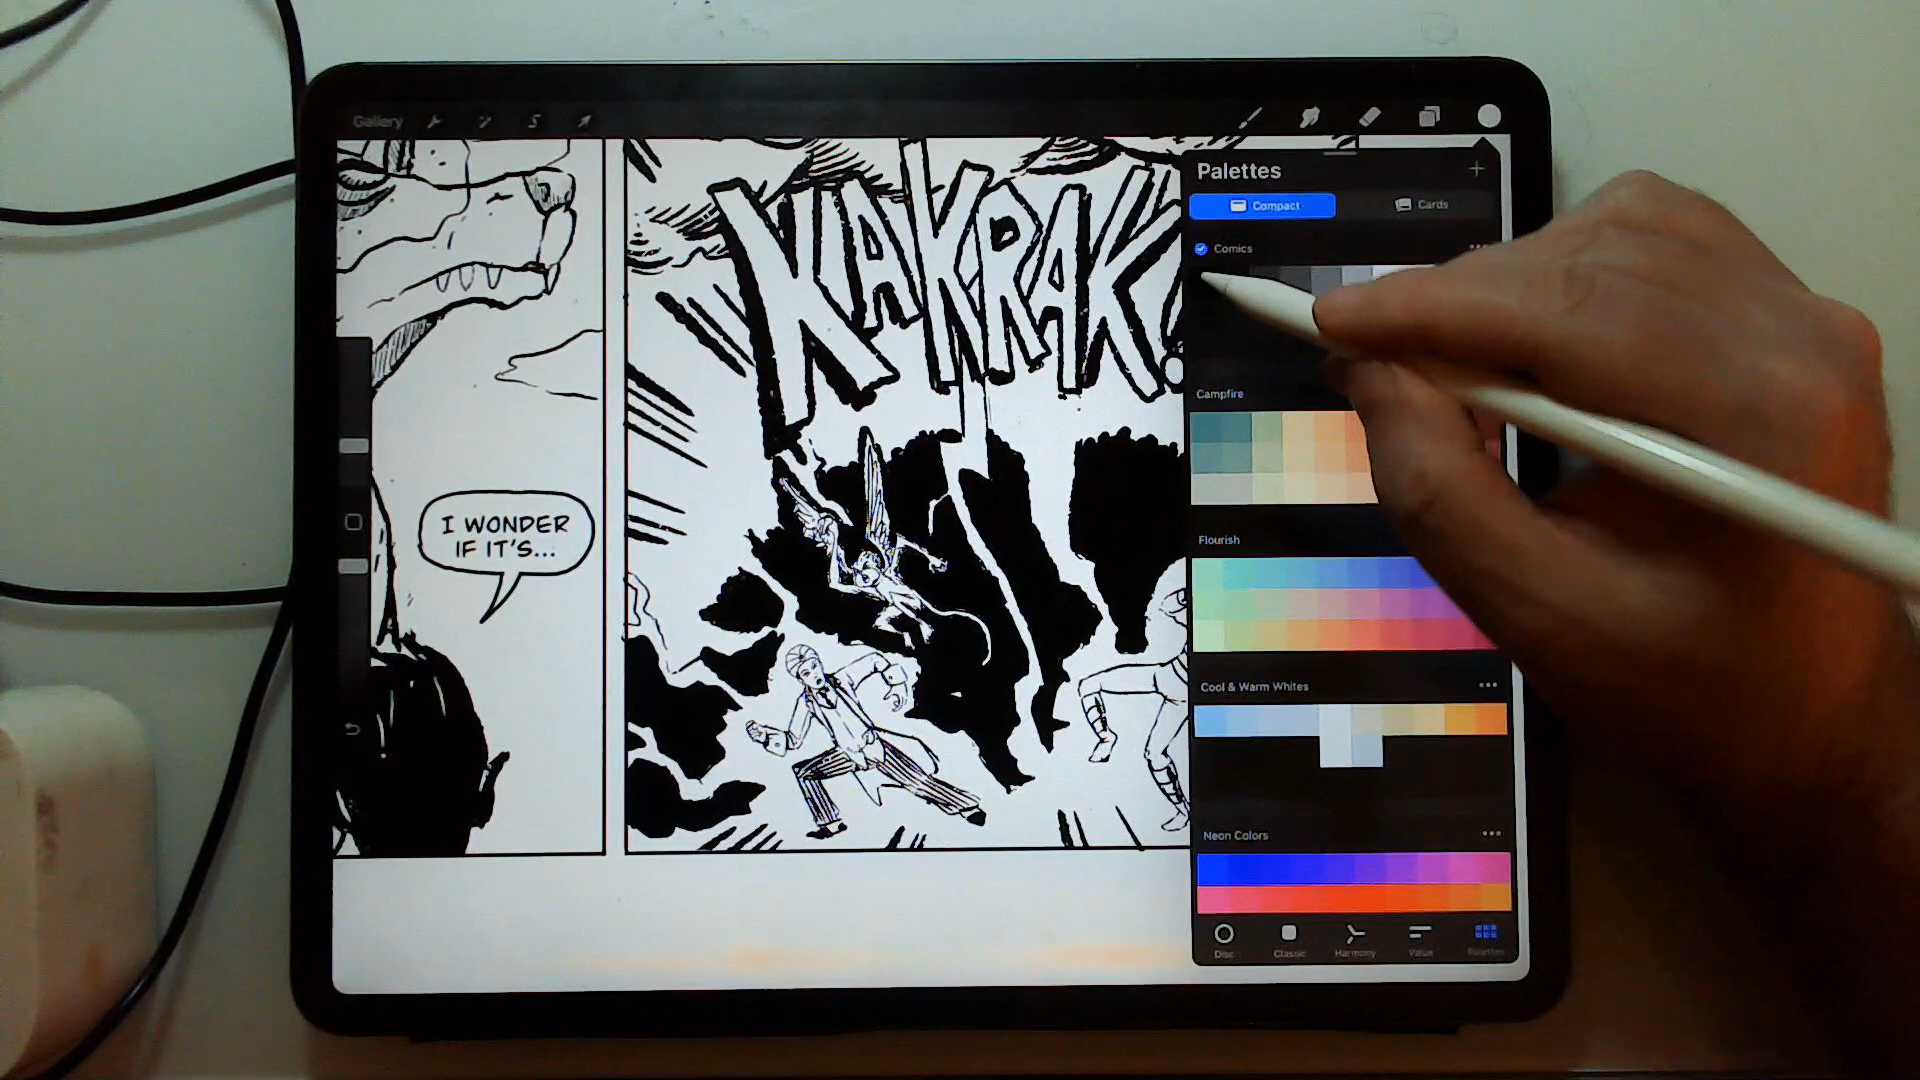 Gallery
S
KAKRAK!
I WONDER
IF IT'S...
Palettes
Compact
Cards
Comics
Campfire
Flourish
Cool & Warm Whites
Neon Colors
Disc
Classic
Harmony
Value
Palettes